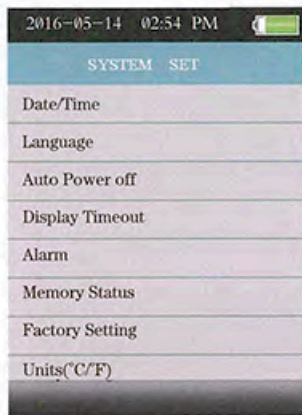 2016-05-14 02:54 PM
SYSTEM SET
Date/Time
Language
Auto Power off
Display Timeout
Alarm
Memory Status
Factory Setting
Units(°C/°F)